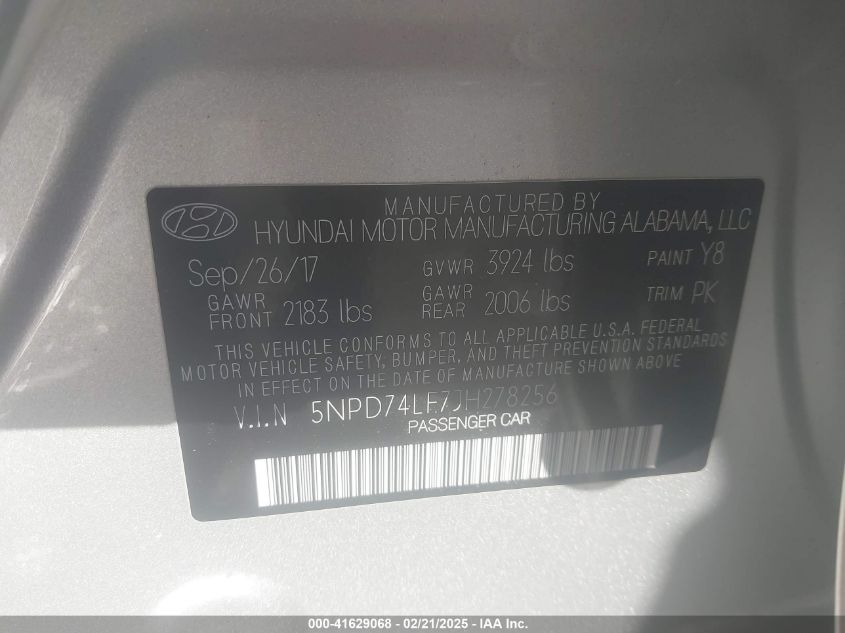 MANUFACTURED BY
HYUNDAI MOTOR MANUFACTURING ALABAMA, LLC
Sep/26/17 GVWR 3924 lbs PAINT Y8
GAWR FRONT 2183 lbs GAWR REAR 2006 lbs TRIM PK
THIS VEHICLE CONFORMS TO ALL APPLICABLE U.S.A. FEDERAL
MOTOR VEHICLE SAFETY, BUMPER, AND THEFT PREVENTION STANDARDS
IN EFFECT ON THE DATE OF MANUFACTURE SHOWN ABOVE
V.I.N 5NPD74LF7JH278256
PASSENGER CAR
000-41629068 - 02/21/2025 - IAA Inc.